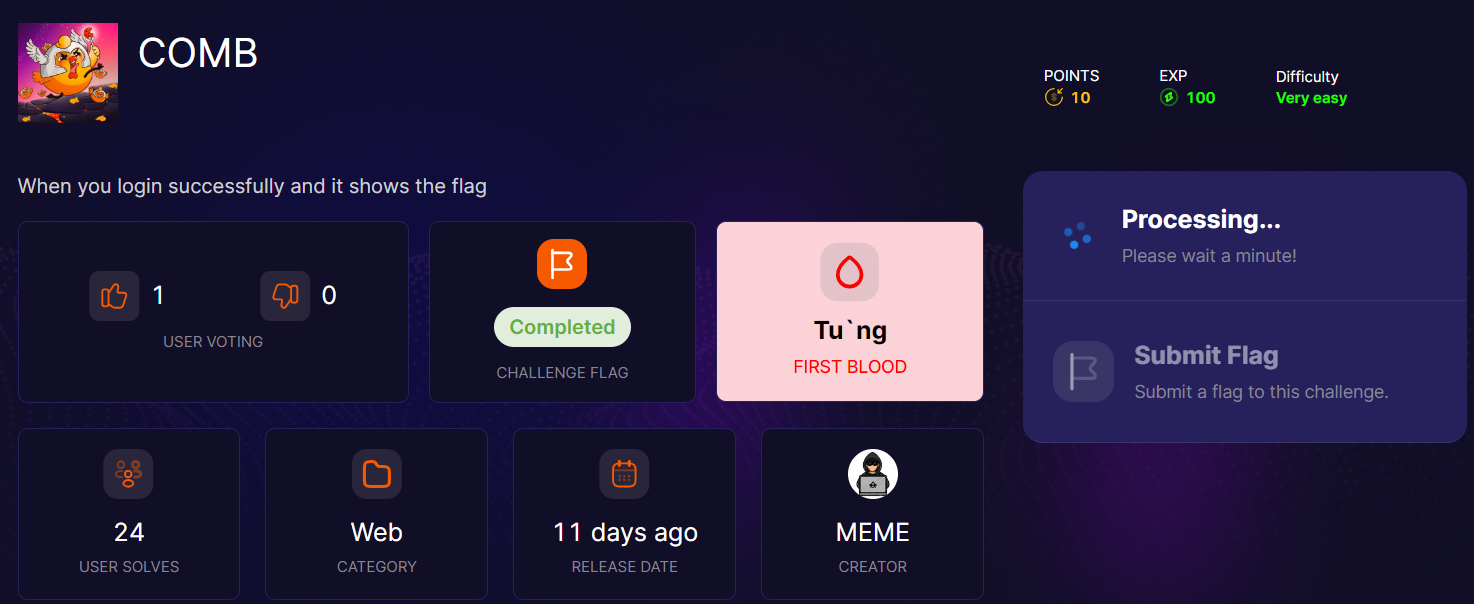 COMB
POINTS
10
EXP
100
Difficulty
Very easy
When you login successfully and it shows the flag
1
0
USER VOTING
Completed
CHALLENGE FLAG
Tu`ng
FIRST BLOOD
Processing...
Please wait a minute!
Submit Flag
Submit a flag to this challenge.
24
USER SOLVES
Web
CATEGORY
11 days ago
RELEASE DATE
MEME
CREATOR